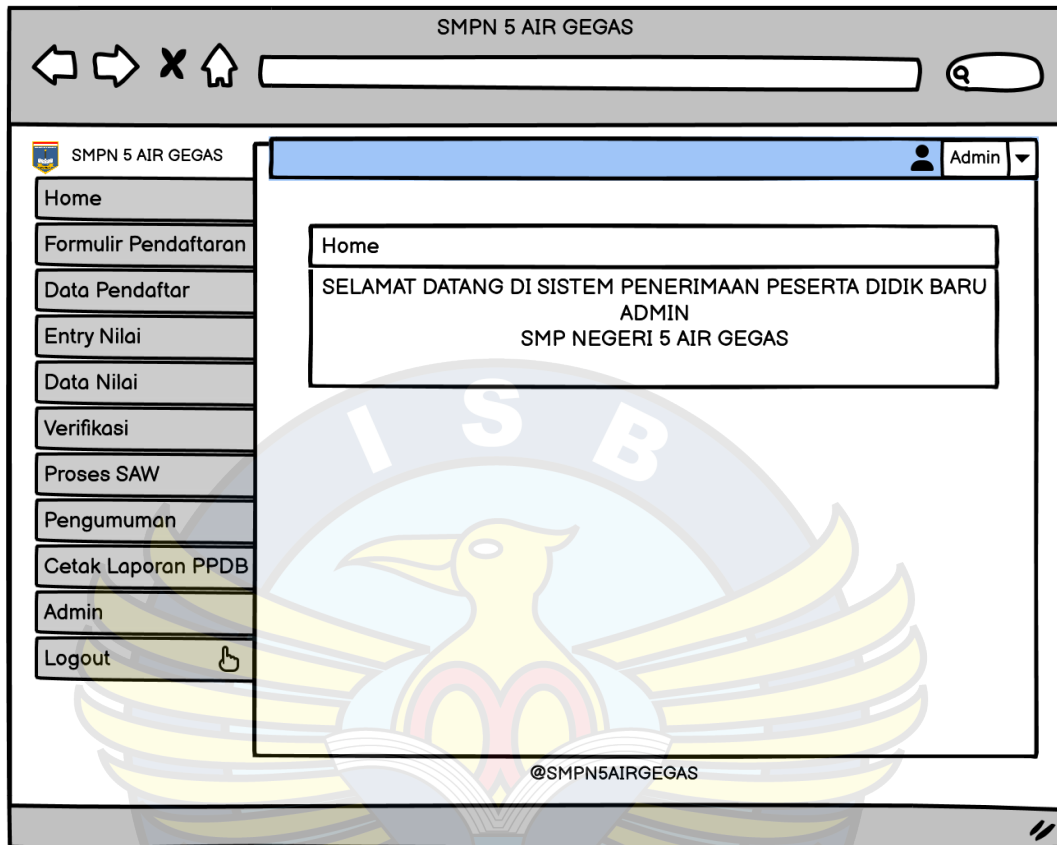 SMPN 5 AIR GEGAS
SMPN 5 AIR GEGAS
Admin
Home
Formulir Pendaftaran
Data Pendaftar
Entry Nilai
Data Nilai
Verifikasi
Proses SAW
Pengumuman
Cetak Laporan PPDB
Admin
Logout
Home
SELAMAT DATANG DI SISTEM PENERIMAAN PESERTA DIDIK BARU
ADMIN
SMP NEGERI 5 AIR GEGAS
I S B
@SMPN5AIRGEGAS